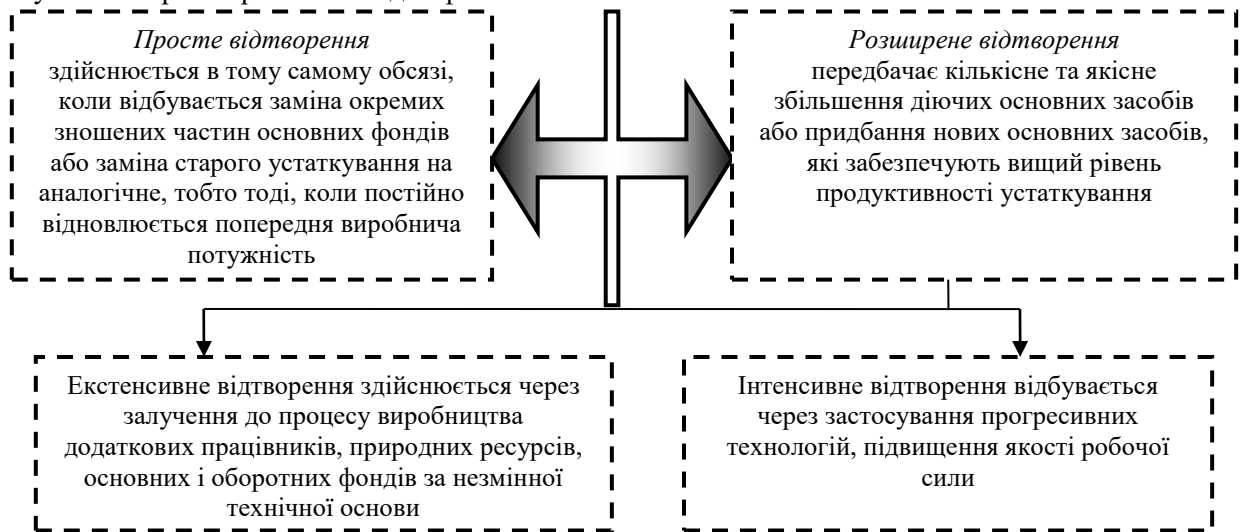 Просте відтворення
здійснюється в тому самому обсязі,
коли відбувається заміна окремих
зношених частин основних фондів
або заміна старого устаткування на
аналогічне, тобто тоді, коли постійно
відновлюється попередня виробнича
потужність
Розширене відтворення
передбачає кількісне та якісне
збільшення діючих основних засобів
або придбання нових основних засобів,
які забезпечують вищий рівень
продуктивності устаткування
Екстенсивне відтворення здійснюється через
залучення до процесу виробництва
додаткових працівників, природних ресурсів,
основних і оборотних фондів за незмінної
технічної основи
Інтенсивне відтворення відбувається
через застосування прогресивних
технологій, підвищення якості робочої
сили